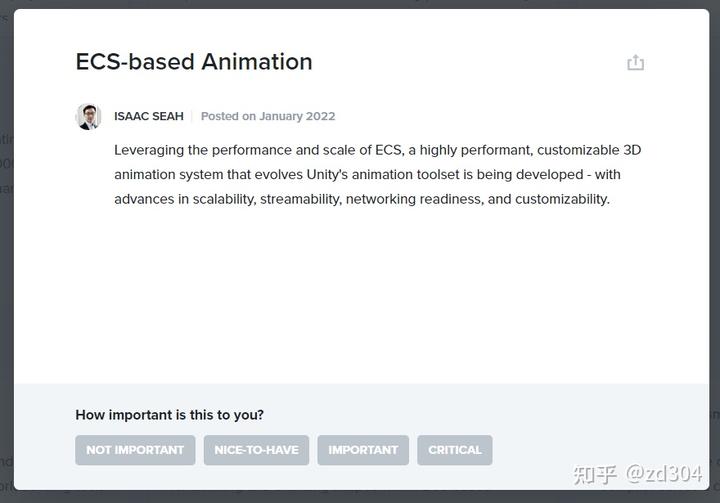 ECS-based Animation
ISAAC SEAH Posted on January 2022
Leveraging the performance and scale of ECS, a highly performant, customizable 3D
animation system that evolves Unity's animation toolset is being developed - with
advances in scalability, streamability, networking readiness, and customizability.
How important is this to you?
NOT IMPORTANT NICE-TO-HAVE IMPORTANT CRITICAL
知乎 @zd304